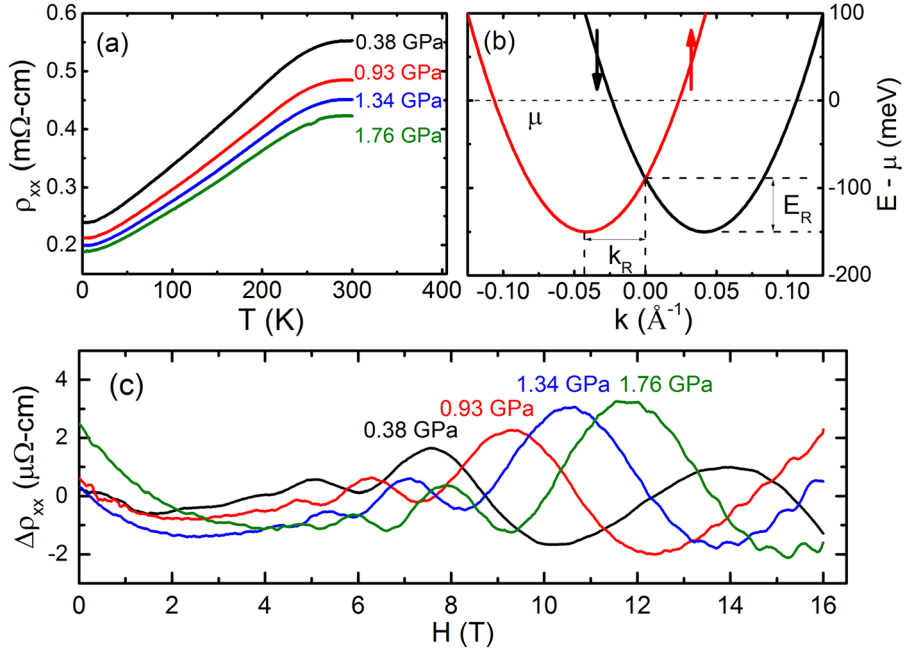 (a)
0.38 GPa
0.93 GPa
1.34 GPa
1.76 GPa
0.6
0.5
0.4
0.3
0.2
ρxx (mΩ-cm)
0
100
200
300
400
T (K)
(b)
μ
E_R
k_R
100
0
-100
-200
E - μ (meV)
-0.10
-0.05
0.00
0.05
0.10
k (Å⁻¹)
(c)
1.34 GPa
1.76 GPa
0.93 GPa
0.38 GPa
4
2
0
-2
Δρxx (μΩ-cm)
0
2
4
6
8
10
12
14
16
H (T)